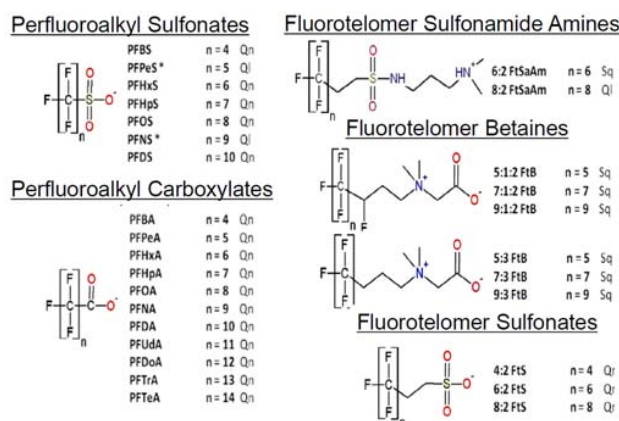 Perfluoroalkyl Sulfonates
PFBS n=4 Qn
PFPeS* n=5 Ql
PFHxS n=6 Qn
PFHpS n=7 Qn
PFOS n=8 Qn
PFNS* n=9 Ql
PFDS n=10 Qn
F F C F n O S O O-
Perfluoroalkyl Carboxylates
PFBA n=4 Qn
PFPeA n=5 Qn
PFHxA n=6 Qn
PFHpA n=7 Qn
PFOA n=8 Qn
PFNA n=9 Qn
PFDA n=10 Qn
PFUdA n=11 Qn
PFDoA n=12 Qn
PFTrA n=13 Qn
PFTeA n=14 Qn
F F C F n C O O-
Fluorotelomer Sulfonamide Amines
F F C F n O S O NH HN+
6:2 FtSaAm n=6 Sq
8:2 FtSaAm n=8 Ql
Fluorotelomer Betaines
F F C F n F N+ O O-
5:1:2 FtB n=5 Sq
7:1:2 FtB n=7 Sq
9:1:2 FtB n=9 Sq
F F C F N+ O O-
5:3 FtB n=5 Sq
7:3 FtB n=7 Sq
9:3 FtB n=9 Sq
Fluorotelomer Sulfonates
F F C F n O S O O-
4:2 FtS n=4
6:2 FtS n=6
8:2 FtS n=8